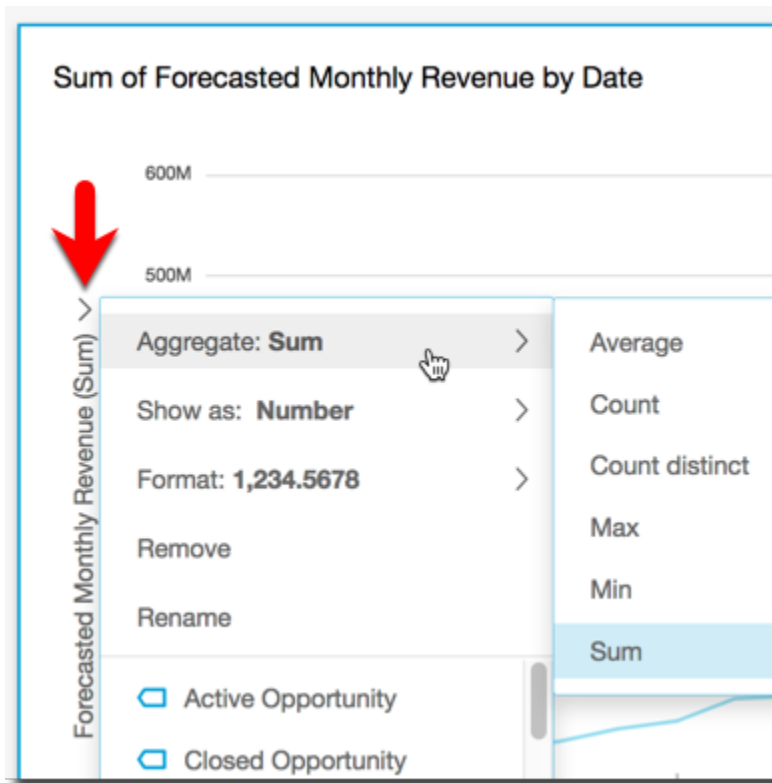 Sum of Forecasted Monthly Revenue by Date
600M
500M
Forecasted Monthly Revenue (Sum)
Aggregate: Sum
Show as: Number
Format: 1,234.5678
Remove
Rename
Active Opportunity
Closed Opportunity
Average
Count
Count distinct
Max
Min
Sum